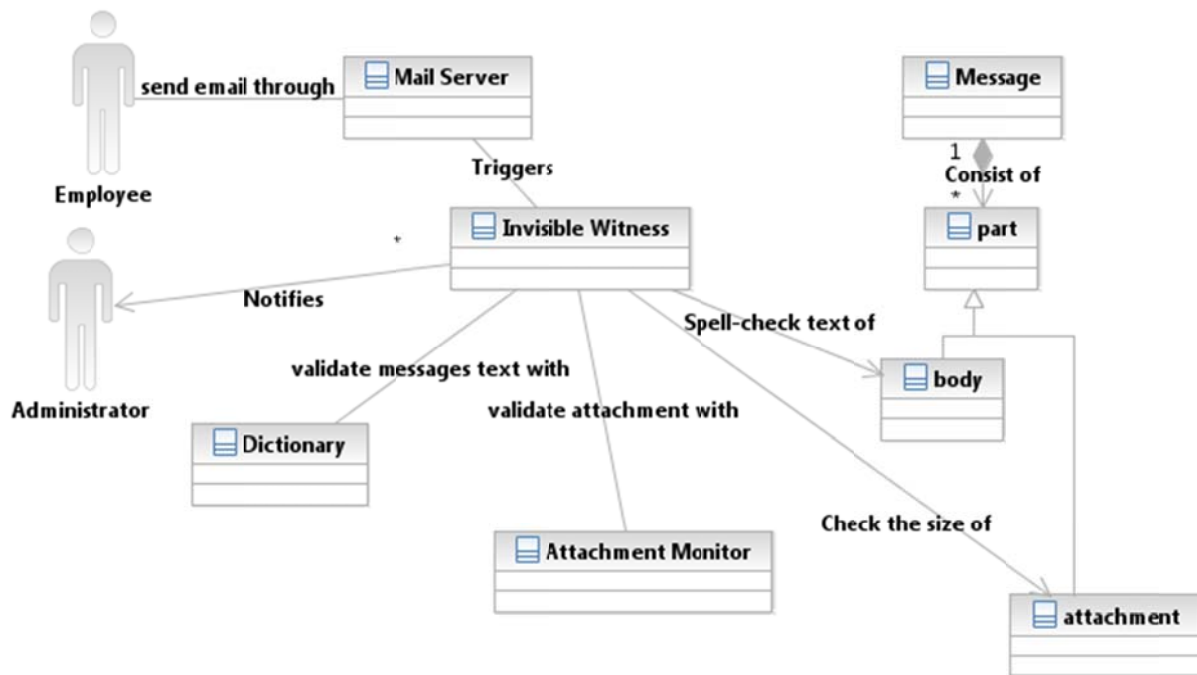 send email through
Mail Server
Message
Employee
Triggers
1
Consist of
*
Invisible Witness
part
*
Notifies
Spell-check text of
validate messages text with
body
validate attachment with
Administrator
Dictionary
Check the size of
Attachment Monitor
attachment